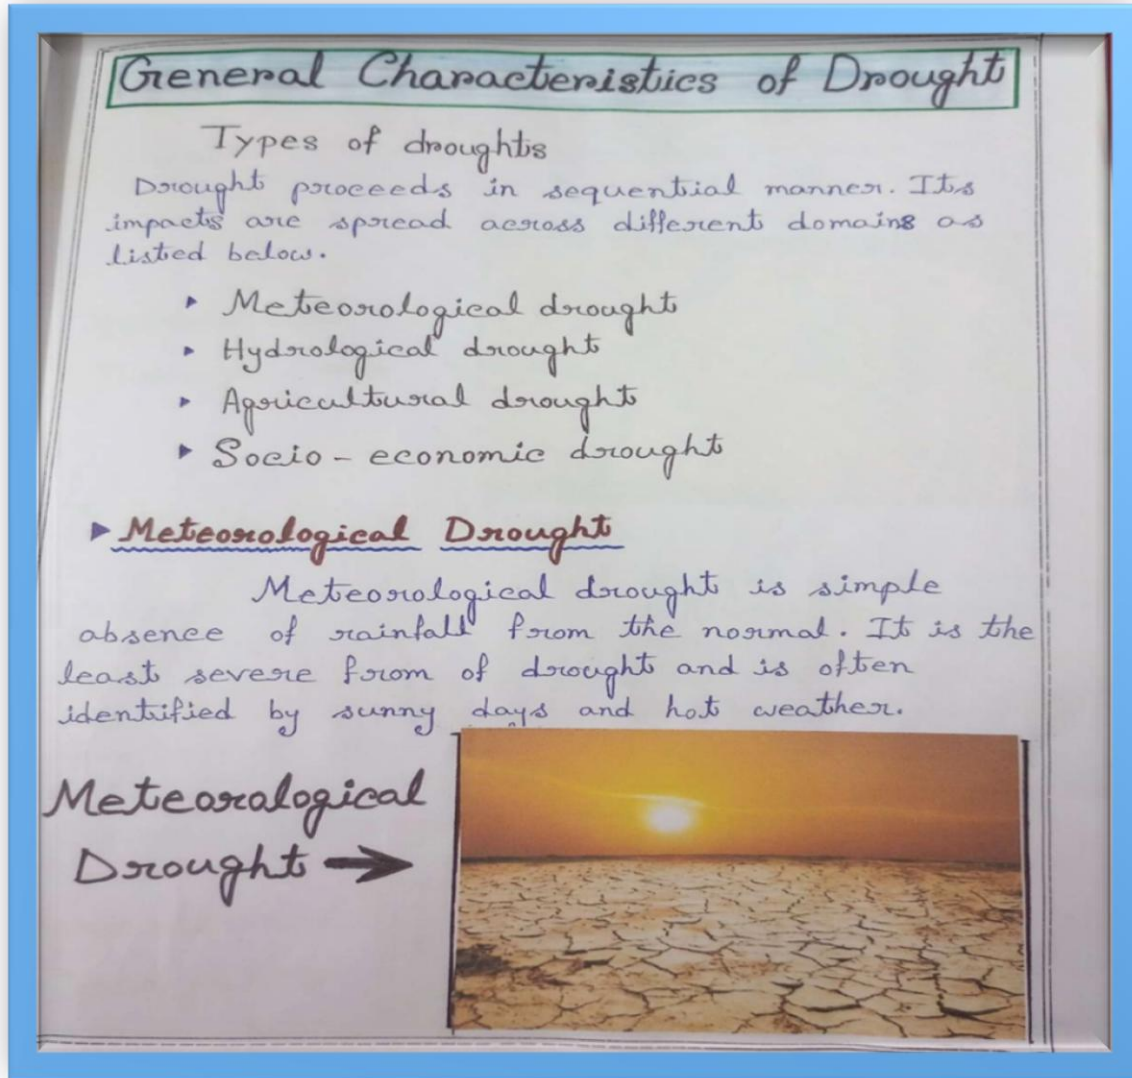 General Characteristics of Drought
Types of droughts
Drought proceeds in sequential manner. Its
impacts are spread across different domains as
listed below.
‣ Meteorological drought
‣ Hydrological drought
‣ Agricultural drought
‣ Socio - economic drought
‣ Meteorological Drought
Meteorological drought is simple
absence of rainfall from the normal. It is the
least severe from of drought and is often
identified by sunny days and hot weather.
Meteorological
Drought →